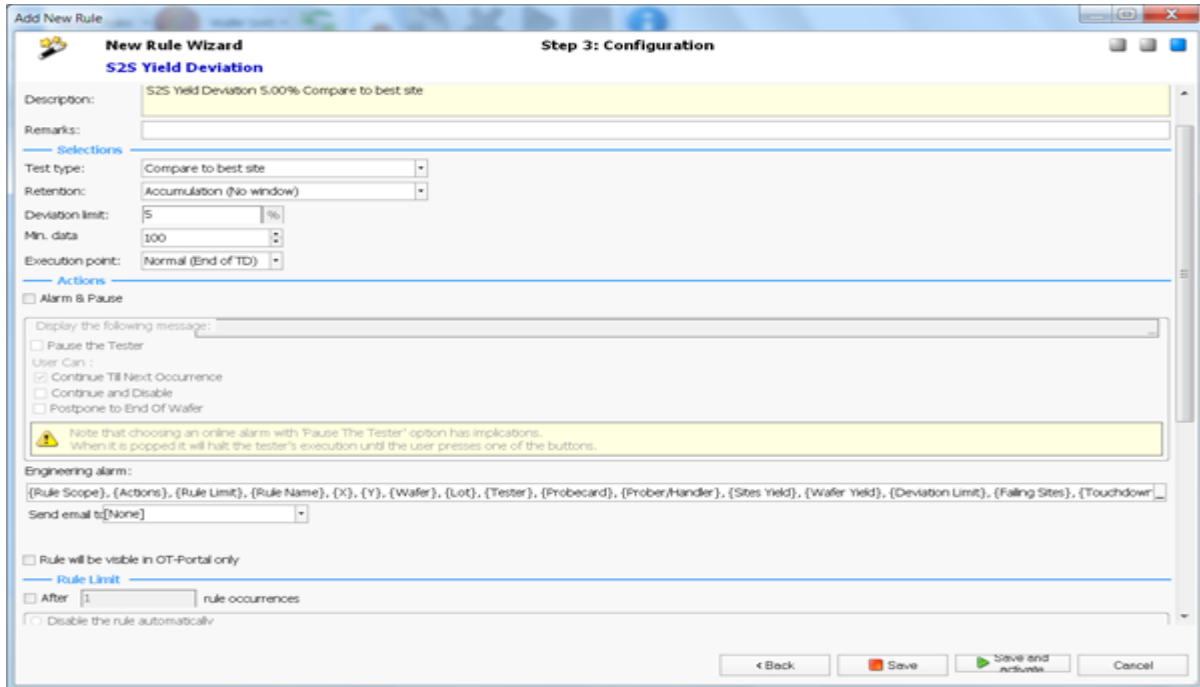 Add New Rule
New Rule Wizard
Step 3: Configuration
S2S Yield Deviation
Description:
S2S Yield Deviation 5.00% Compare to best site
Remarks:
Selections
Test type:
Compare to best site
Retention:
Accumulation (No window)
Deviation limit:
5
%
Min. data
100
Execution point:
Normal (End of TD)
Actions
Alarm & Pause
Display the following message:
Pause the Tester
User Can :
Continue Till Next Occurrence
Continue and Disable
Postpone to End Of Wafer
Note that choosing an online alarm with 'Pause The Tester' option has implications.
When it is popped it will halt the tester's execution until the user presses one of the buttons.
Engineering alarm:
{Rule Scope}, {Actions}, {Rule Limit}, {Rule Name}, {X}, {Y}, {Wafer}, {Lot}, {Tester}, {Probecard}, {Prober/Handler}, {Sites Yield}, {Wafer Yield}, {Deviation Limit}, {Failing Sites}, {Touchdown
...
Send email to
[None]
Rule will be visible in OT-Portal only
Rule Limit
After
1
rule occurrences
Disable the rule automatically
< Back
Save
Save and
activate
Cancel